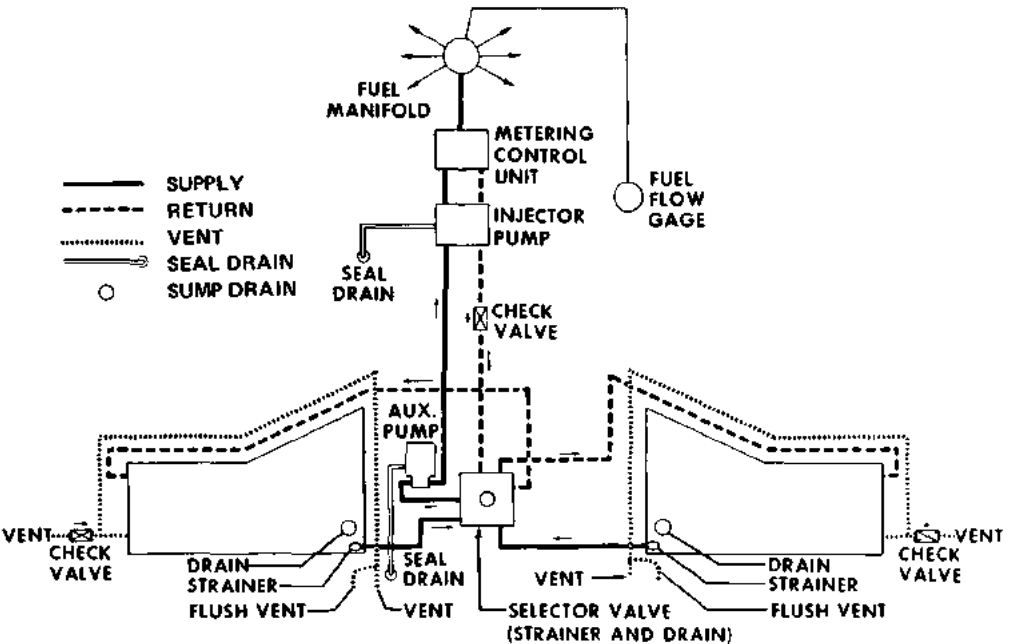 FUEL
MANIFOLD
METERING
CONTROL
UNIT
SUPPLY
RETURN
VENT
SEAL DRAIN
SUMP DRAIN
FUEL
FLOW
GAGE
INJECTOR
PUMP
SEAL
DRAIN
CHECK
VALVE
AUX.
PUMP
VENT
CHECK
VALVE
DRAIN
STRAINER
FLUSH VENT
SEAL
DRAIN
VENT
SELECTOR VALVE
(STRAINER AND DRAIN)
VENT
DRAIN
STRAINER
FLUSH VENT
VENT
CHECK
VALVE